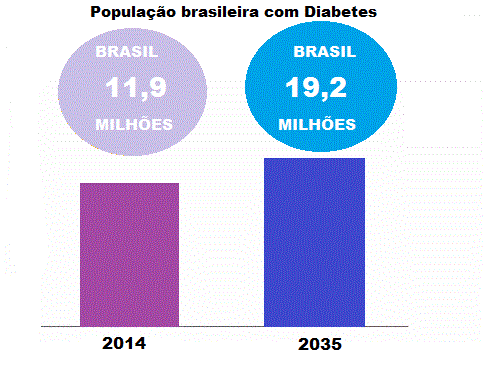 População brasileira com Diabetes
BRASIL
11,9
MILHÕES
BRASIL
19,2
MILHÕES
2014
2035